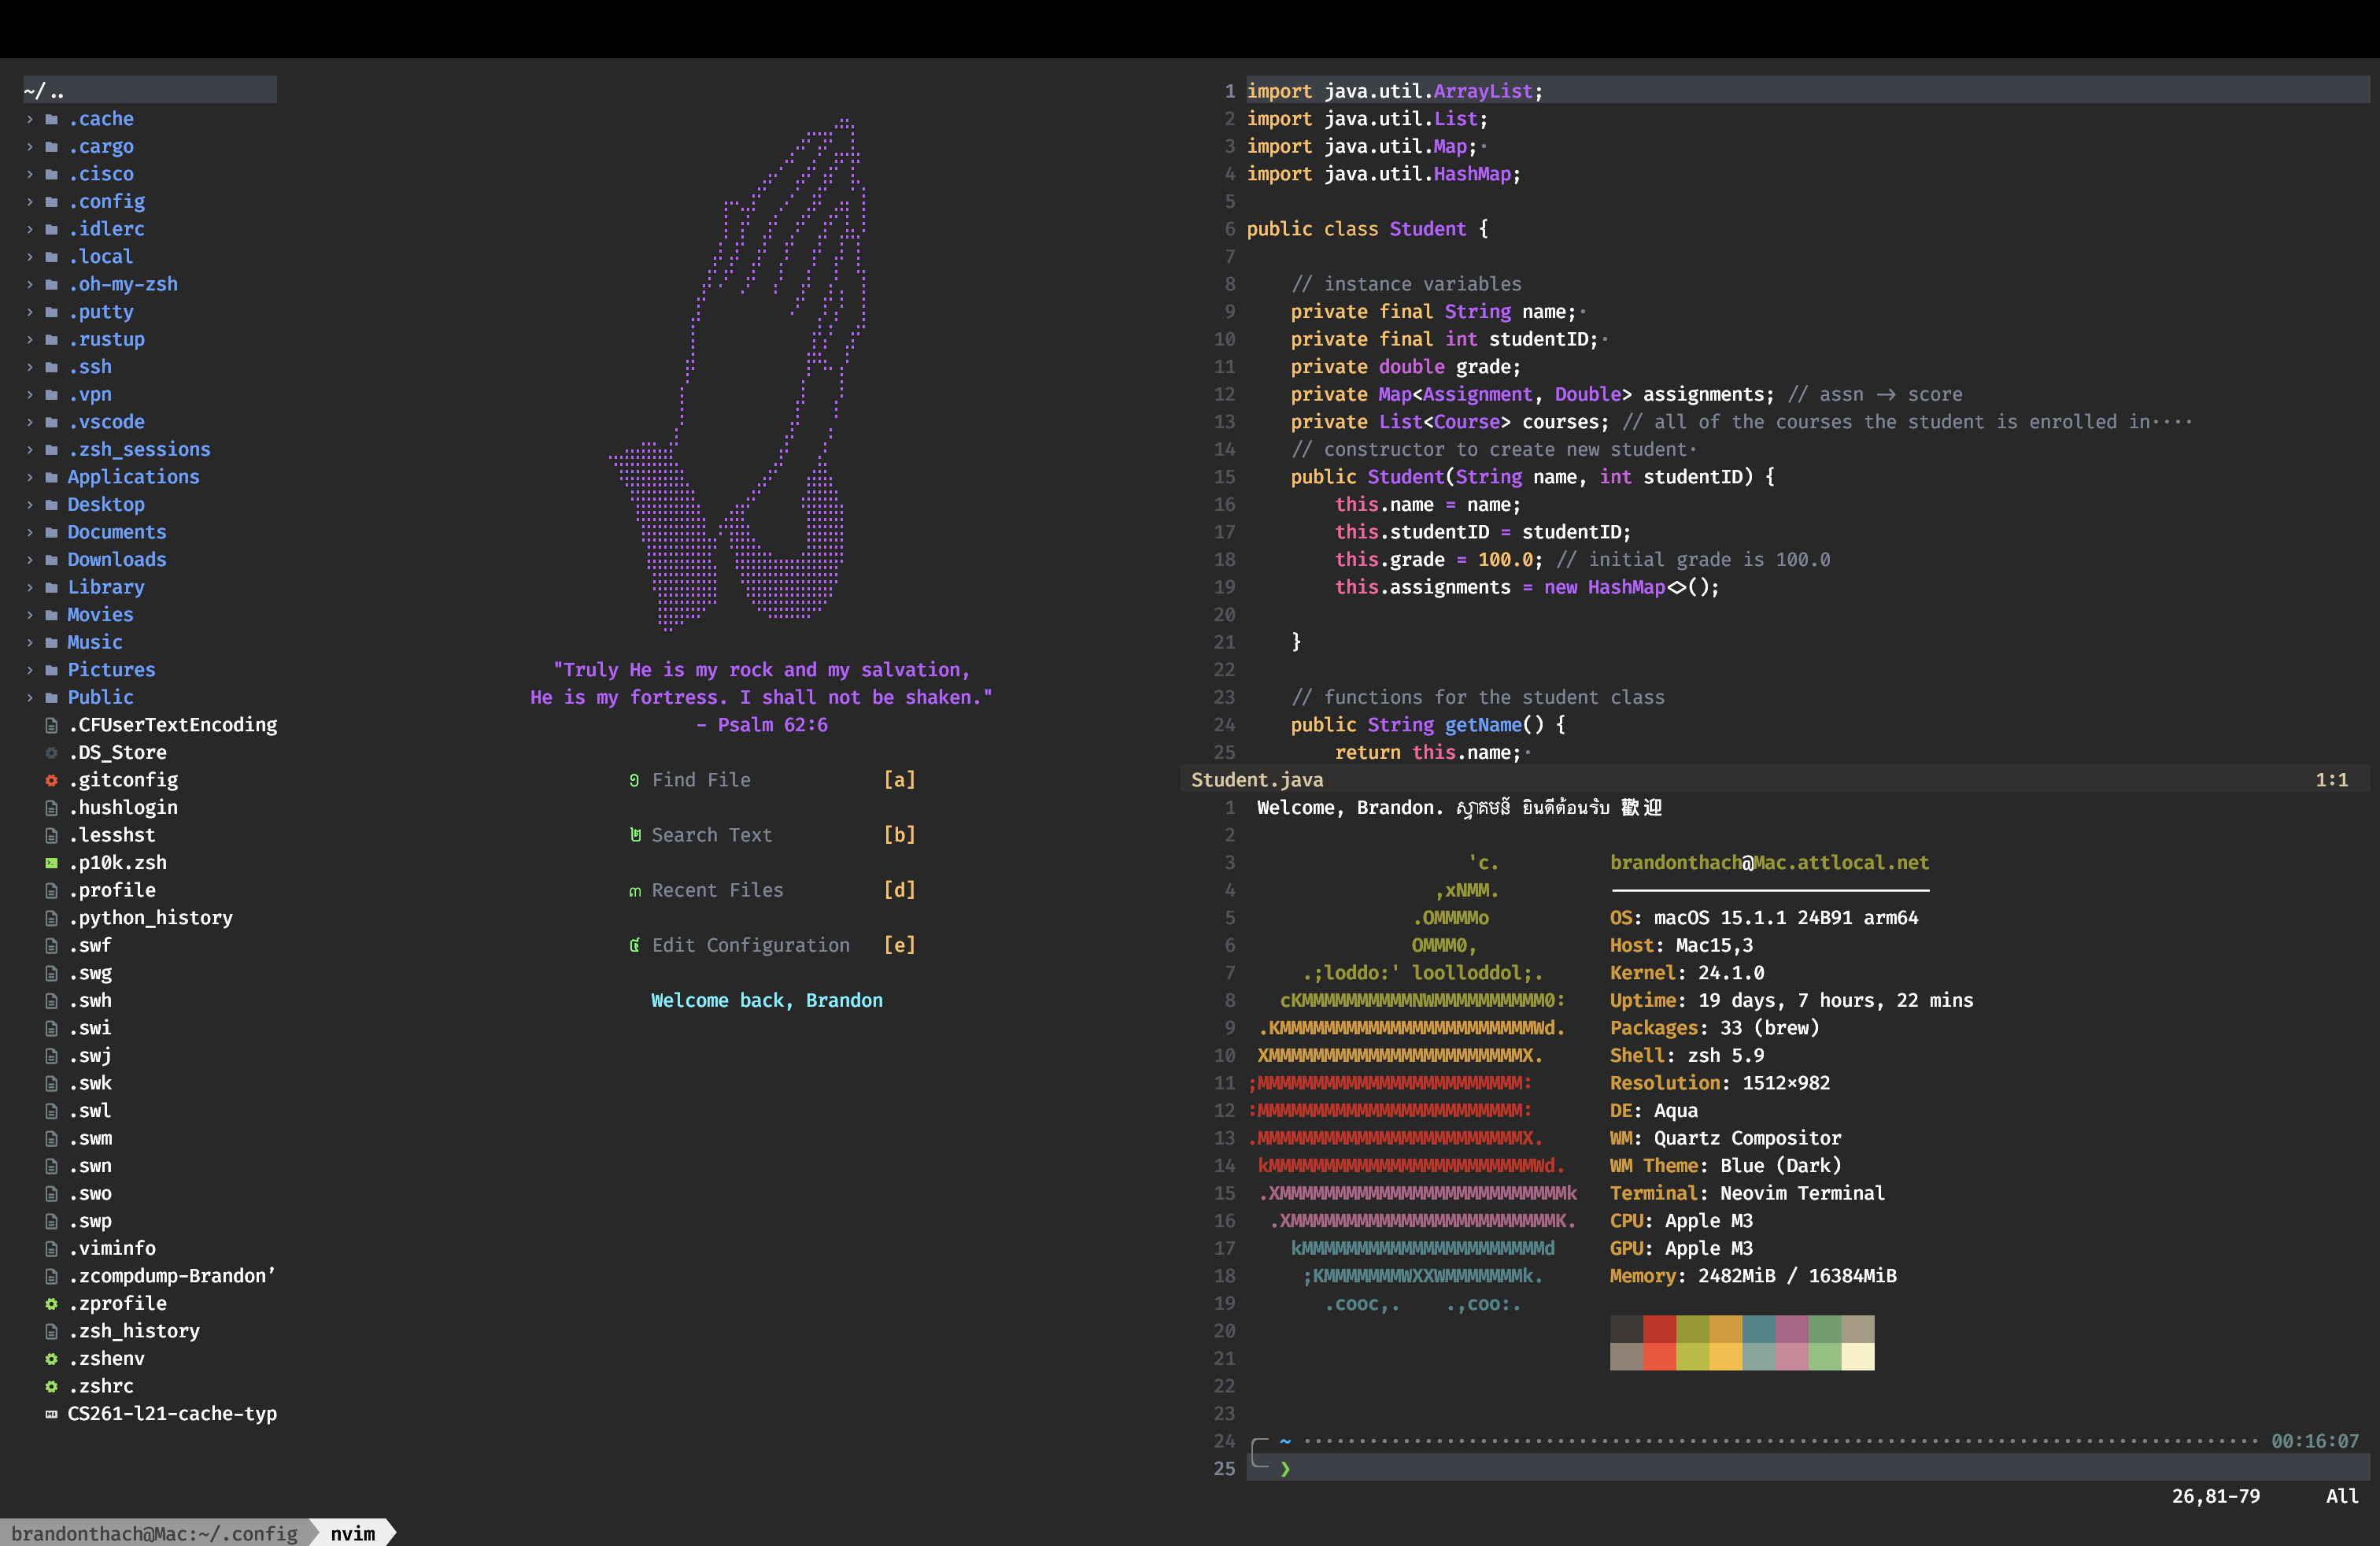 ~/..
.cache
.cargo
.cisco
.config
.idlerc
.local
.oh-my-zsh
.putty
.rustup
.ssh
.vpn
.vscode
.zsh_sessions
Applications
Desktop
Documents
Downloads
Library
Movies
Music
Pictures
Public
.CFUserTextEncoding
.DS_Store
.gitconfig
.hushlogin
.lesshst
.p10k.zsh
.profile
.python_history
.swf
.swg
.swh
.swi
.swj
.swk
.swl
.swm
.swn
.swo
.swp
.viminfo
.zcompdump-Brandon’
.zprofile
.zsh_history
.zshenv
.zshrc
CS261-l21-cache-typ
"Truly He is my rock and my salvation,
He is my fortress. I shall not be shaken."
- Psalm 62:6
១ Find File [a]
២ Search Text [b]
៣ Recent Files [d]
៤ Edit Configuration [e]
Welcome back, Brandon
1 import java.util.ArrayList;
2 import java.util.List;
3 import java.util.Map;·
4 import java.util.HashMap;
5
6 public class Student {
7
8 // instance variables
9 private final String name;·
10 private final int studentID;·
11 private double grade;
12 private Map<Assignment, Double> assignments; // assn -> score
13 private List<Course> courses; // all of the courses the student is enrolled in····
14 // constructor to create new student·
15 public Student(String name, int studentID) {
16 this.name = name;
17 this.studentID = studentID;
18 this.grade = 100.0; // initial grade is 100.0
19 this.assignments = new HashMap<>();
20
21 }
22
23 // functions for the student class
24 public String getName() {
25 return this.name;·
Student.java 1:1
1 Welcome, Brandon. ស្វាគមន៍ ยินดีต้อนรับ 歡迎
2
3 'c. brandonthach@Mac.attlocal.net
4 ,xNMM.
5 .OMMMMo OS: macOS 15.1.1 24B91 arm64
6 OMMM0, Host: Mac15,3
7 .;loddo:' loolloddol;. Kernel: 24.1.0
8 cKMMMMMMMMMMNWMMMMMMMMMM0: Uptime: 19 days, 7 hours, 22 mins
9 .KMMMMMMMMMMMMMMMMMMMMMMMWd. Packages: 33 (brew)
10 XMMMMMMMMMMMMMMMMMMMMMMMX. Shell: zsh 5.9
11 ;MMMMMMMMMMMMMMMMMMMMMMMM: Resolution: 1512x982
12 :MMMMMMMMMMMMMMMMMMMMMMMM: DE: Aqua
13 .MMMMMMMMMMMMMMMMMMMMMMMMX. WM: Quartz Compositor
14 kMMMMMMMMMMMMMMMMMMMMMMMMWd. WM Theme: Blue (Dark)
15 .XMMMMMMMMMMMMMMMMMMMMMMMMMMk Terminal: Neovim Terminal
16 .XMMMMMMMMMMMMMMMMMMMMMMMMK. CPU: Apple M3
17 kMMMMMMMMMMMMMMMMMMMMMMd GPU: Apple M3
18 ;KMMMMMMMWXXWMMMMMMMk. Memory: 2482MiB / 16384MiB
19 .cooc,. .,coo:.
20
21
22
23
24 ~ 00:16:07
25 ❯
26,81-79 All
brandonthach@Mac:~/.config nvim